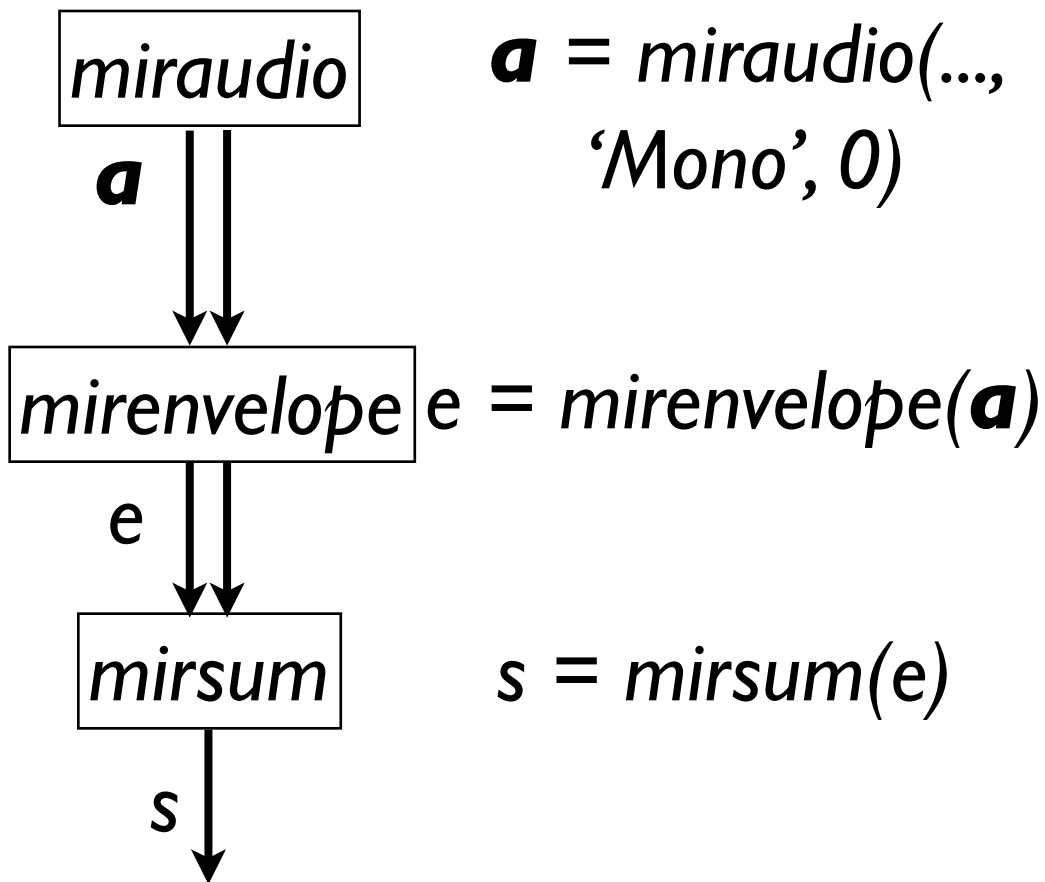 miraudio
a = miraudio(...,
‘Mono’, 0)
a
mirenvelope
e = mirenvelope(a)
e
mirsum
s = mirsum(e)
s